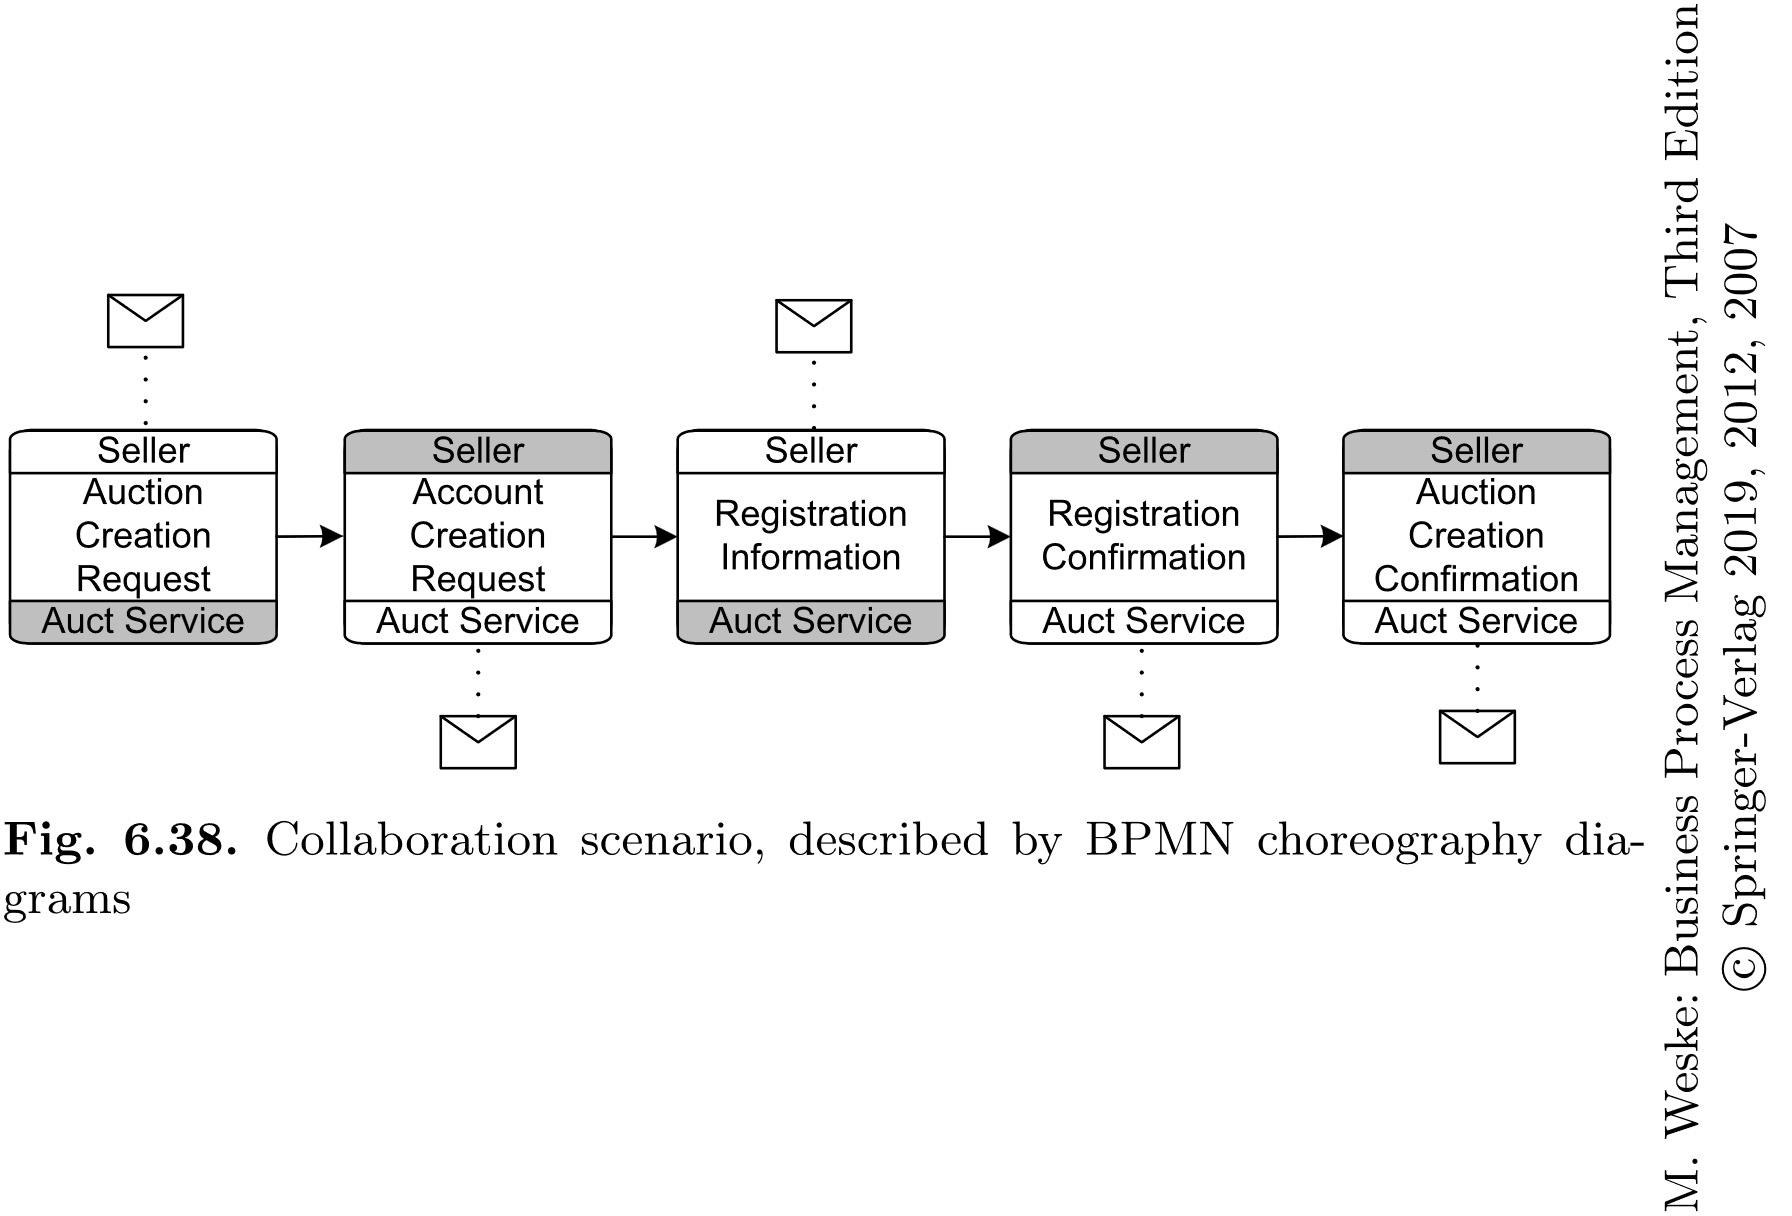 Seller
Auction
Creation
Request
Auct Service
Seller
Account
Creation
Request
Auct Service
Seller
Registration
Information
Auct Service
Seller
Registration
Confirmation
Auct Service
Seller
Auction
Creation
Confirmation
Auct Service
Fig. 6.38. Collaboration scenario, described by BPMN choreography dia-
grams
M. Weske: Business Process Management, Third Edition
© Springer-Verlag 2019, 2012, 2007